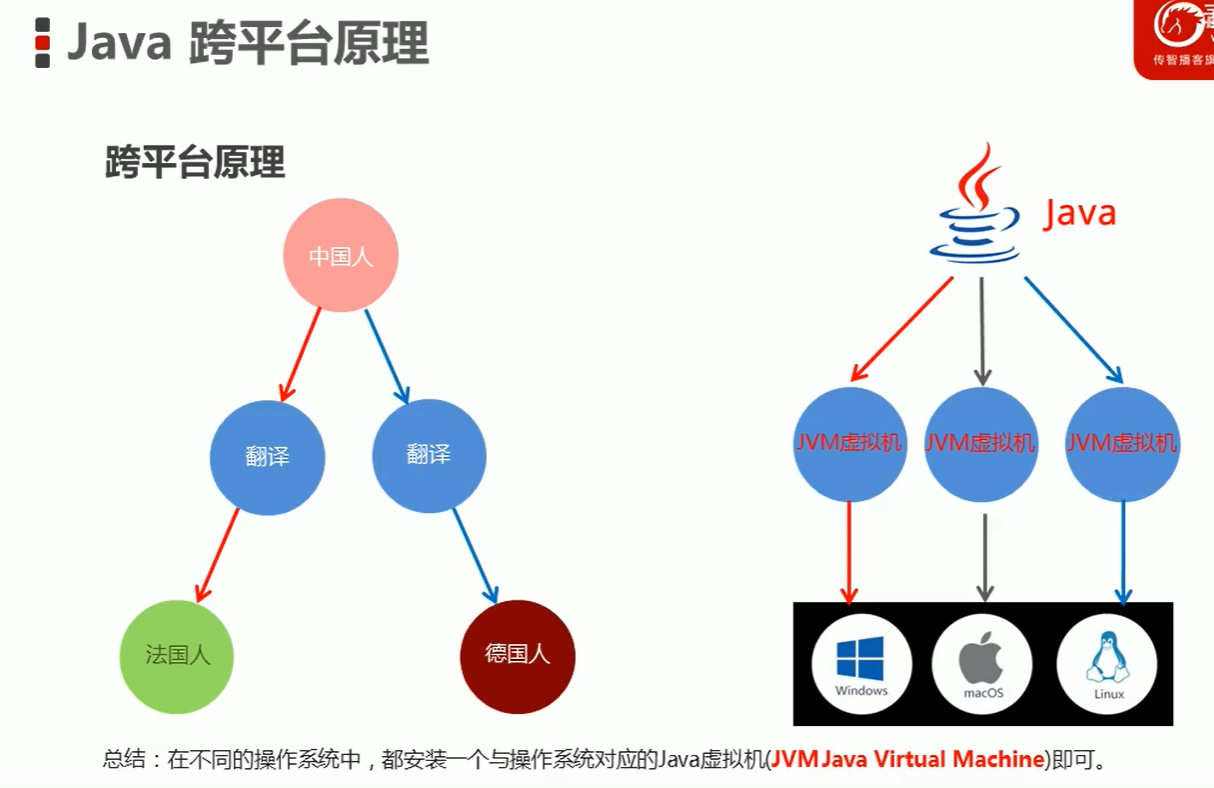 Java 跨平台原理
传智播客旗
跨平台原理
Java
中国人
翻译
翻译
JVM虚拟机
JVM虚拟机
JVM虚拟机
法国人
德国人
Windows
macOS
Linux
总结：在不同的操作系统中，都安装一个与操作系统对应的Java虚拟机(JVM Java Virtual Machine)即可。